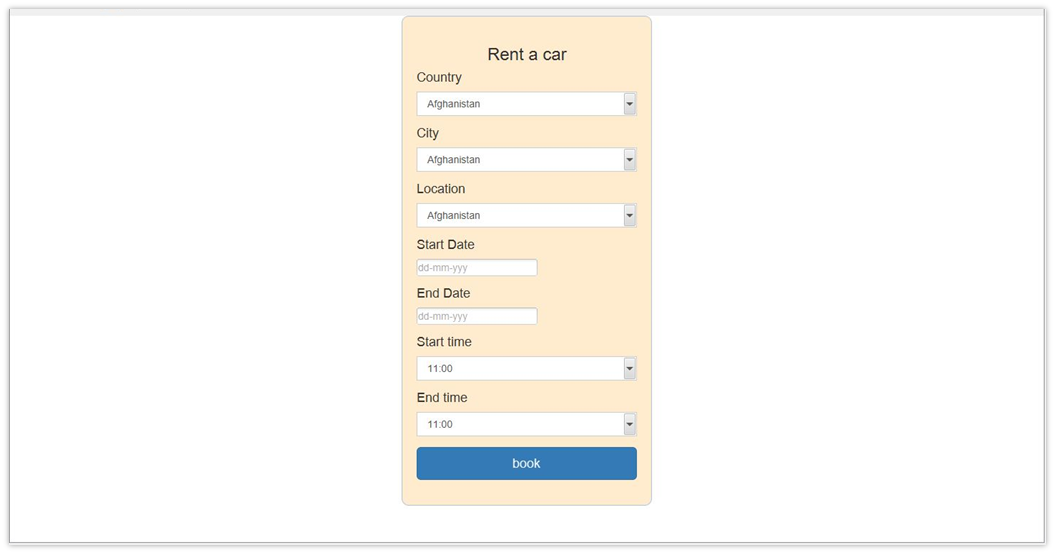 Rent a car
Country
Afghanistan
City
Afghanistan
Location
Afghanistan
Start Date
dd-mm-yyy
End Date
dd-mm-yyy
Start time
11:00
End time
11:00
book